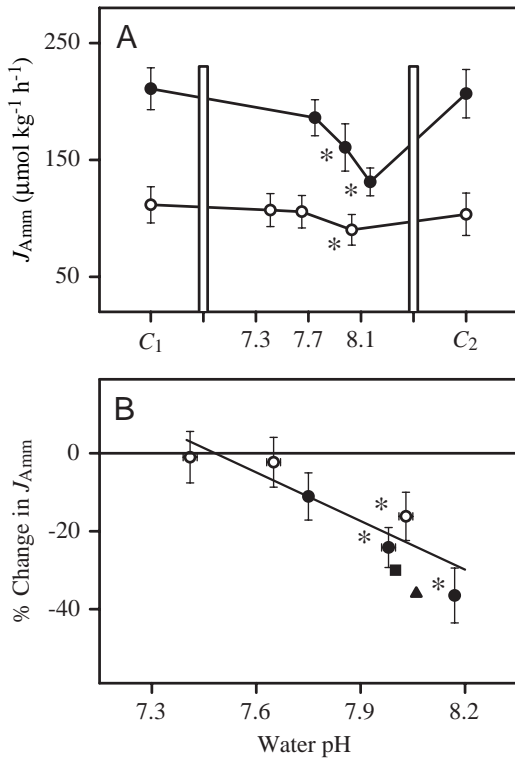 A
250
150
50
J_Amm (μmol kg⁻¹ h⁻¹)
*
*
*
C₁
7.3
7.7
8.1
C₂
B
0
-20
-40
% Change in J_Amm
*
*
*
7.3
7.6
7.9
8.2
Water pH